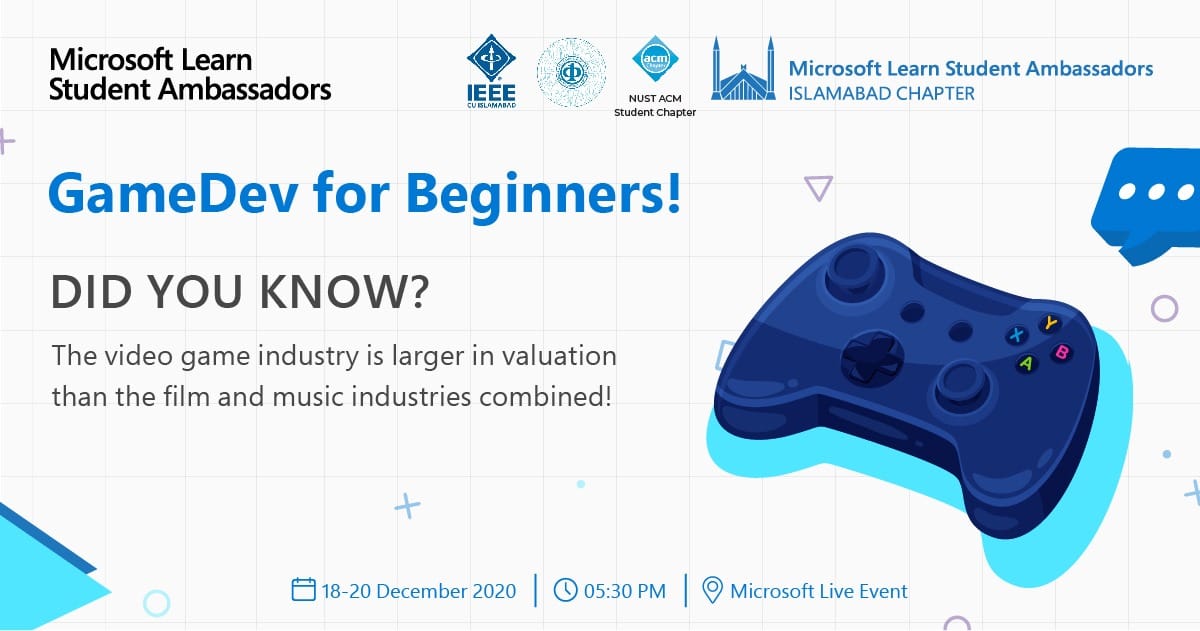 Microsoft Learn
Student Ambassadors
IEEE
CU ISLAMABAD
acm
Chapter
NUST ACM
Student Chapter
Microsoft Learn Student Ambassadors
ISLAMABAD CHAPTER
GameDev for Beginners!
DID YOU KNOW?
The video game industry is larger in valuation
than the film and music industries combined!
X
Y
A
B
18-20 December 2020
05:30 PM
Microsoft Live Event